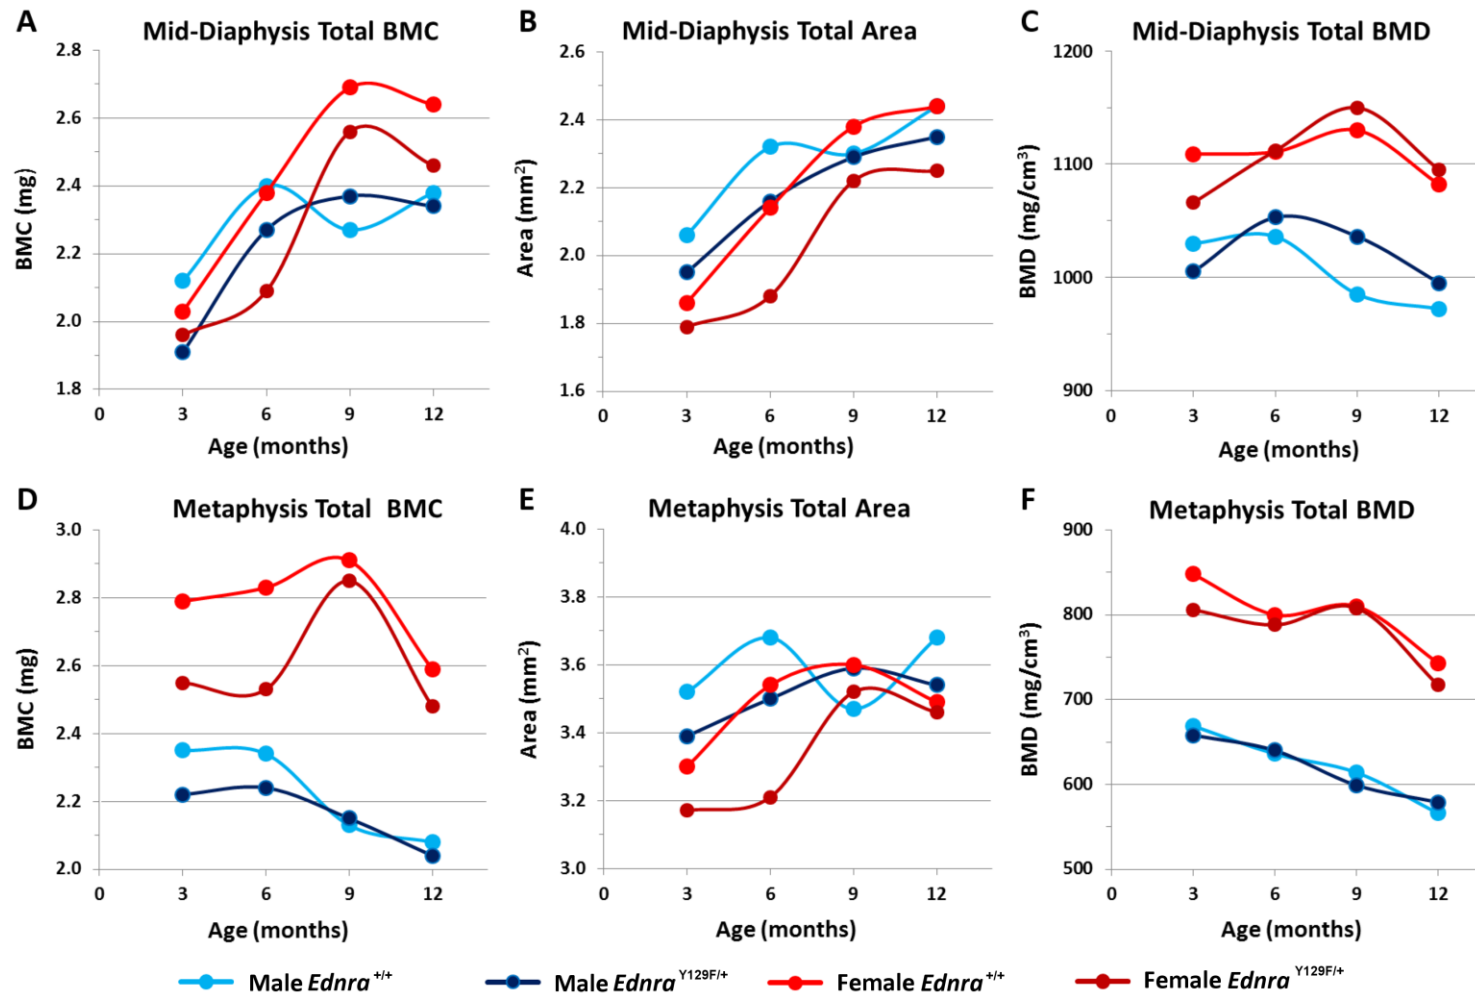 A Mid-Diaphysis Total BMC
BMC (mg)
2.8
2.6
2.4
2.2
2.0
1.8
0 3 6 9 12
Age (months)
B Mid-Diaphysis Total Area
Area (mm²)
2.6
2.4
2.2
2.0
1.8
1.6
0 3 6 9 12
Age (months)
C Mid-Diaphysis Total BMD
BMD (mg/cm³)
1200
1100
1000
900
0 3 6 9 12
Age (months)
D Metaphysis Total BMC
BMC (mg)
3.0
2.8
2.6
2.4
2.2
2.0
0 3 6 9 12
Age (months)
E Metaphysis Total Area
Area (mm²)
4.0
3.8
3.6
3.4
3.2
3.0
0 3 6 9 12
Age (months)
F Metaphysis Total BMD
BMD (mg/cm³)
900
800
700
600
500
0 3 6 9 12
Age (months)
Male Ednra +/+ Male Ednra Y129F/+ Female Ednra +/+ Female Ednra Y129F/+